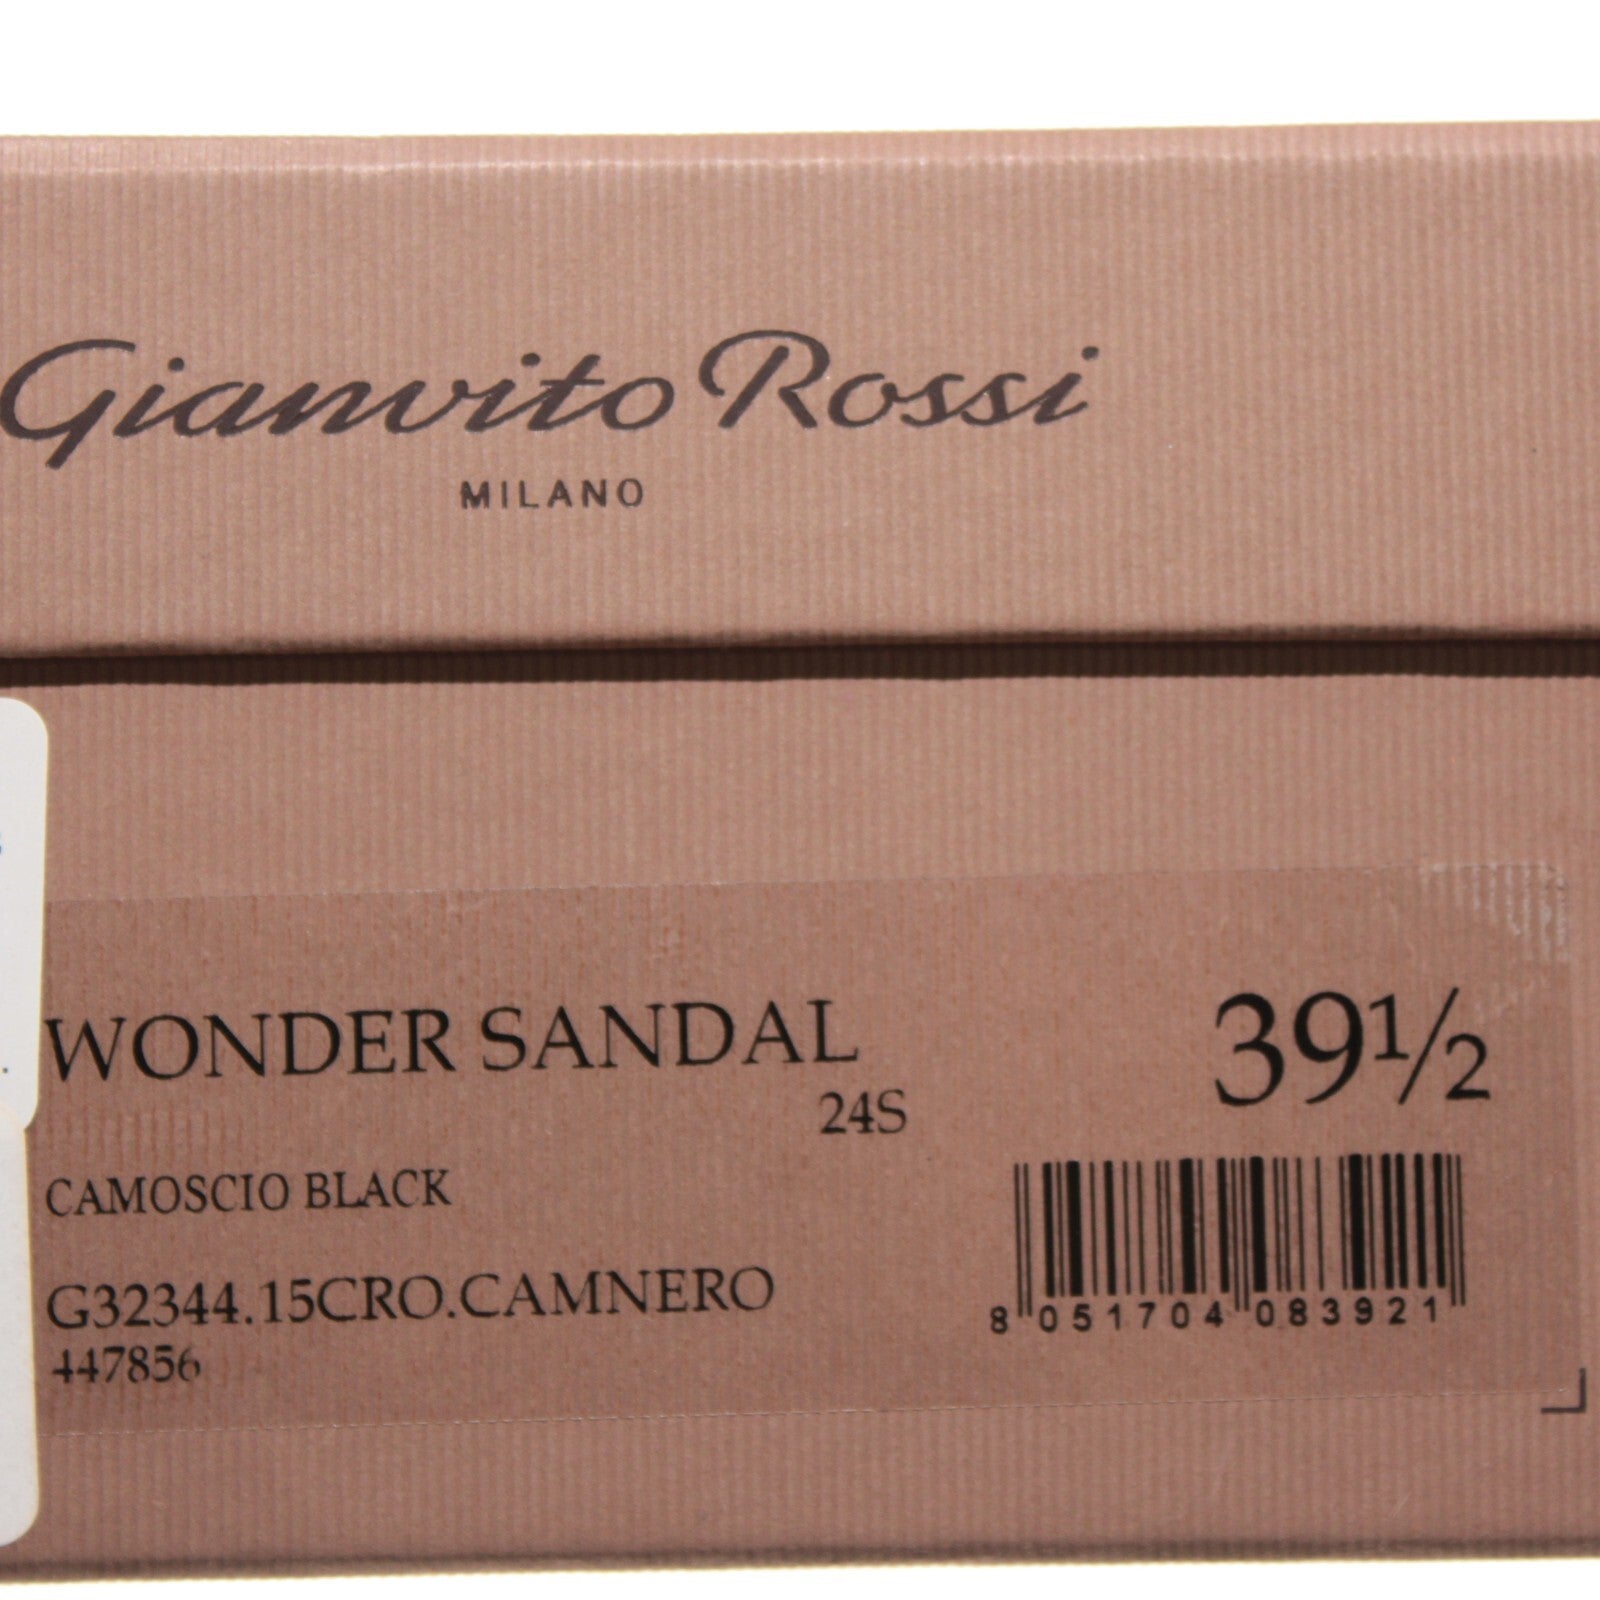 Gianvito Rossi
MILANO
WONDER SANDAL
24S
39½
CAMOSCIO BLACK
G32344.15CRO.CAMNERO
447856
8 051704 083921